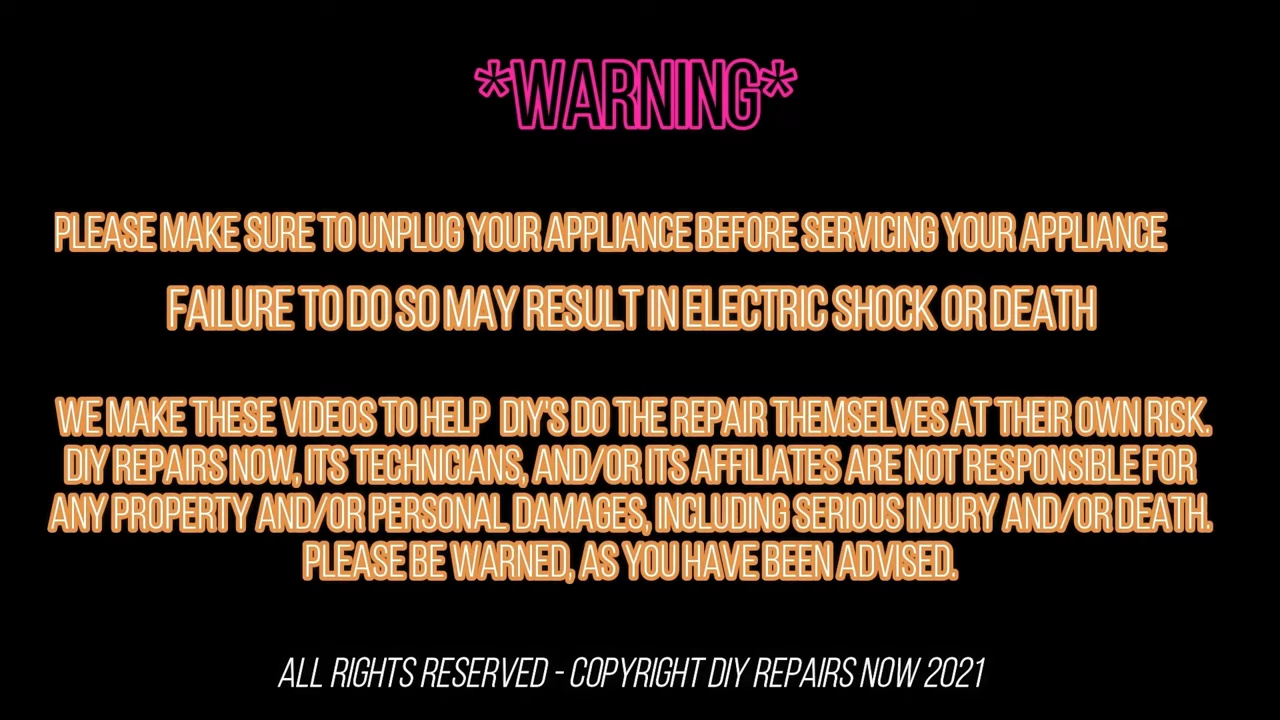 *WARNING*
PLEASE MAKE SURE TO UNPLUG YOUR APPLIANCE BEFORE SERVICING YOUR APPLIANCE
FAILURE TO DO SO MAY RESULT IN ELECTRIC SHOCK OR DEATH
WE MAKE THESE VIDEOS TO HELP DIY'S DO THE REPAIR THEMSELVES AT THEIR OWN RISK.
DIY REPAIRS NOW, ITS TECHNICIANS, AND/OR ITS AFFILIATES ARE NOT RESPONSIBLE FOR
ANY PROPERTY AND/OR PERSONAL DAMAGES, INCLUDING SERIOUS INJURY AND/OR DEATH.
PLEASE BE WARNED, AS YOU HAVE BEEN ADVISED.
ALL RIGHTS RESERVED - COPYRIGHT DIY REPAIRS NOW 2021